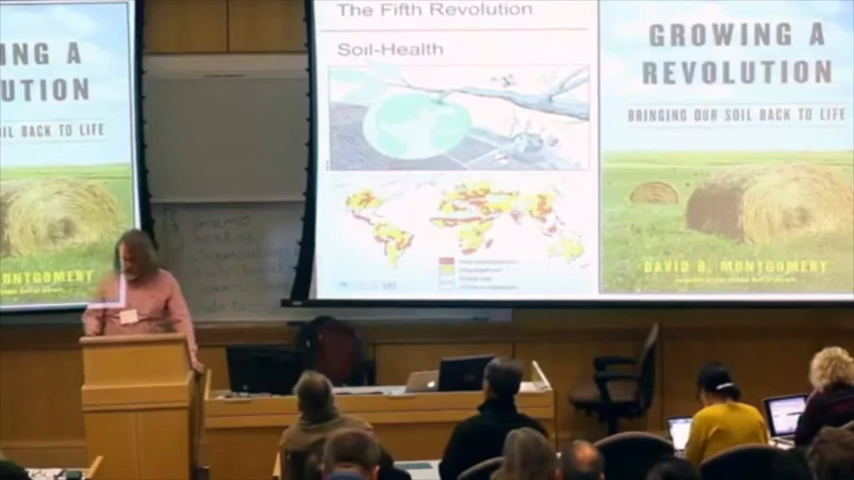 The Fifth Revolution
Soil-Health
GROWING A
REVOLUTION
BRINGING OUR SOIL BACK TO LIFE
DAVID R. MONTGOMERY
ING A
UTION
IL BACK TO LIFE
MONTGOMERY